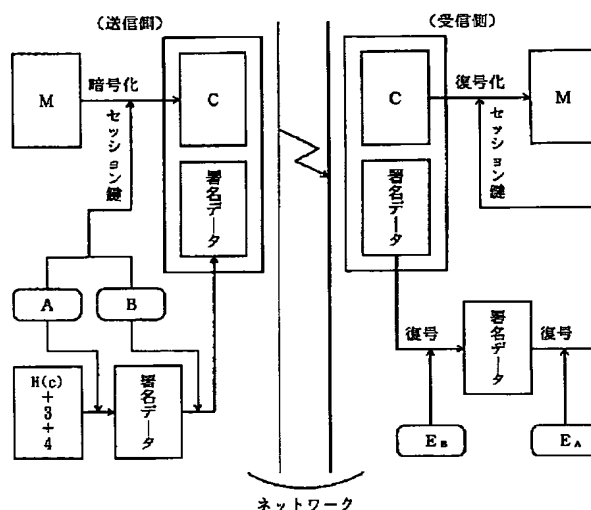 (送信側)
(受信側)
M
暗号化
C
C
復号化
M
セッション鍵
セッション鍵
署名データ
署名データ
A
B
H(c)
+
3
+
4
署名データ
復号
署名データ
復号
EB
EA
ネットワーク